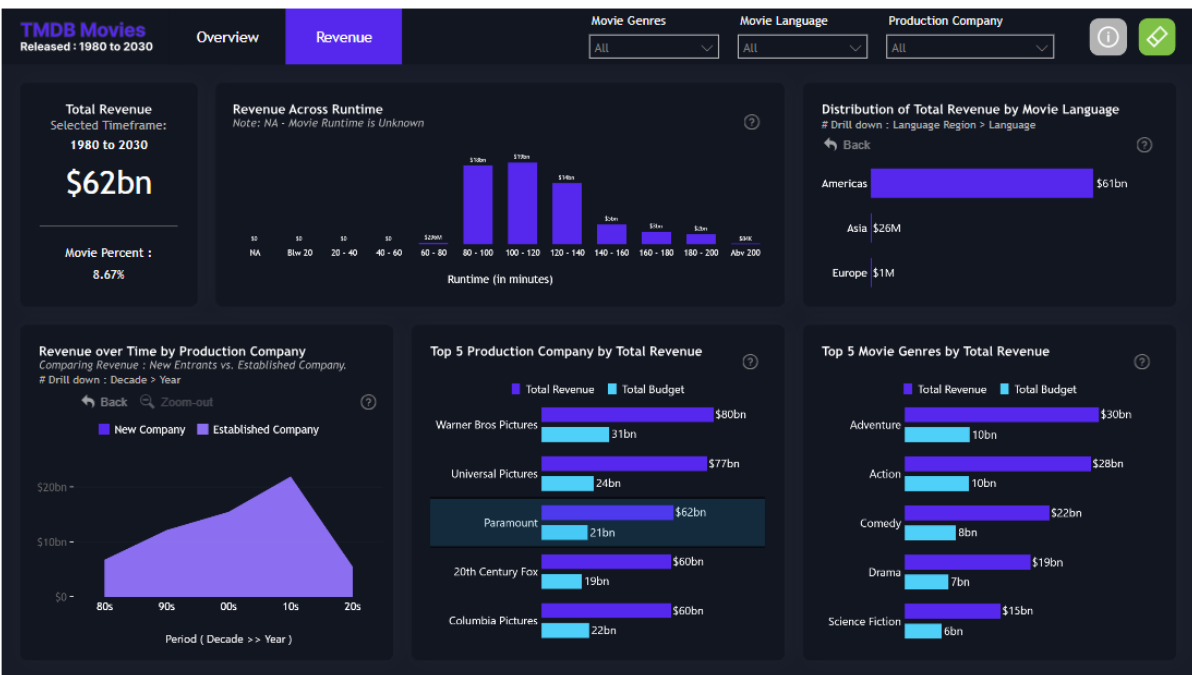 TMDB Movies
Released : 1980 to 2030
Overview
Revenue
Movie Genres
All
Movie Language
All
Production Company
All
Total Revenue
Selected Timeframe:
1980 to 2030
$62bn
Movie Percent :
8.67%
Revenue Across Runtime
Note: NA - Movie Runtime is Unknown
$0
$0
$0
$0
$18bn
$19bn
$14bn
NA
Blw 20
20 - 40
40 - 60
60 - 80
80 - 100
100 - 120
120 - 140
140 - 160
160 - 180
180 - 200
Abv 200
Runtime (in minutes)
Distribution of Total Revenue by Movie Language
# Drill down : Language Region > Language
Back
Americas $61bn
Asia $26M
Europe $1M
Revenue over Time by Production Company
Comparing Revenue : New Entrants vs. Established Company.
# Drill down : Decade > Year
Back Zoom-out
New Company Established Company
$20bn
$10bn
$0
80s 90s 00s 10s 20s
Period ( Decade >> Year )
Top 5 Production Company by Total Revenue
Total Revenue Total Budget
Warner Bros Pictures $80bn
31bn
Universal Pictures $77bn
24bn
Paramount $62bn
21bn
20th Century Fox $60bn
19bn
Columbia Pictures $60bn
22bn
Top 5 Movie Genres by Total Revenue
Total Revenue Total Budget
Adventure $30bn
10bn
Action $28bn
10bn
Comedy $22bn
8bn
Drama $19bn
7bn
Science Fiction $15bn
6bn